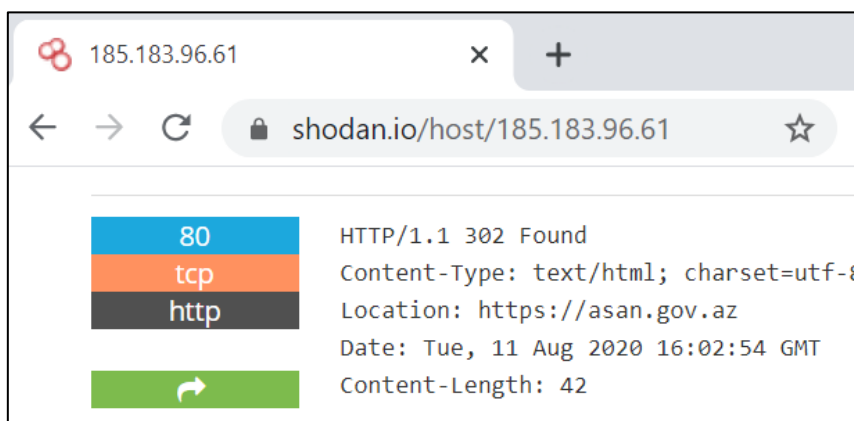 185.183.96.61
shodan.io/host/185.183.96.61
80
tcp
http
HTTP/1.1 302 Found
Content-Type: text/html; charset=utf-8
Location: https://asan.gov.az
Date: Tue, 11 Aug 2020 16:02:54 GMT
Content-Length: 42